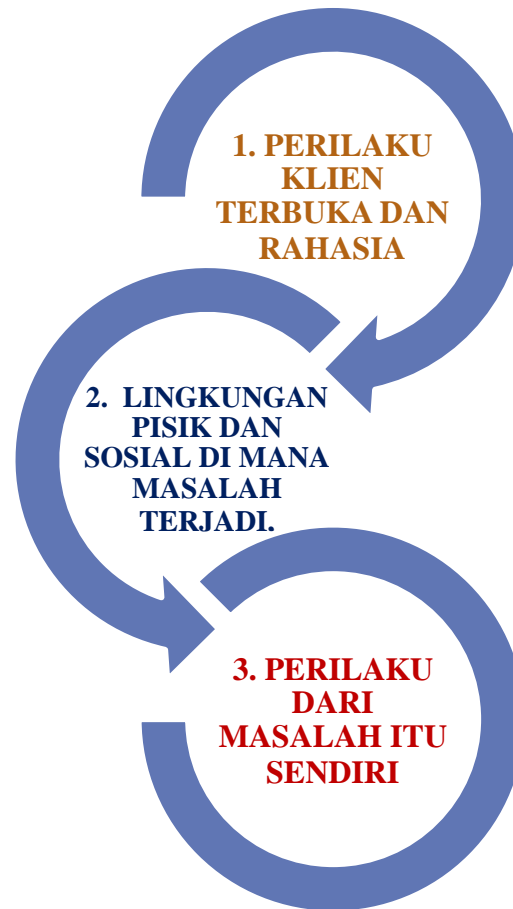 1. PERILAKU
KLIEN
TERBUKA DAN
RAHASIA
2. LINGKUNGAN
PISIK DAN
SOSIAL DI MANA
MASALAH
TERJADI.
3. PERILAKU
DARI
MASALAH ITU
SENDIRI